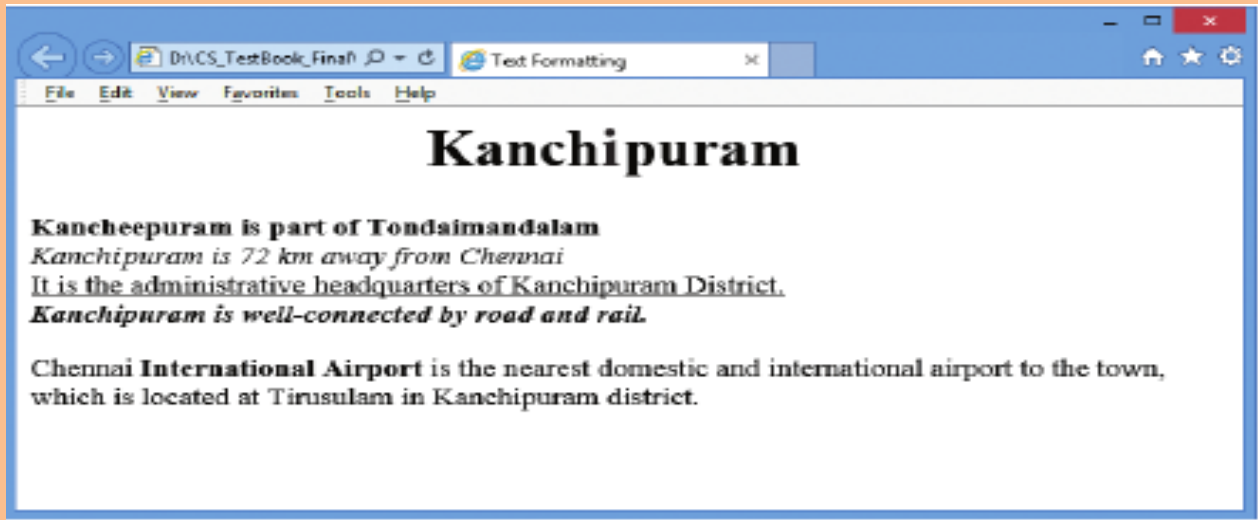 D:\CS_TestBook_Final\
Text Formatting
File Edit View Favorites Tools Help
Kanchipuram
Kancheepuram is part of Tondaimandalam
Kanchipuram is 72 km away from Chennai
It is the administrative headquarters of Kanchipuram District.
Kanchipuram is well-connected by road and rail.
Chennai International Airport is the nearest domestic and international airport to the town,
which is located at Tirusulam in Kanchipuram district.